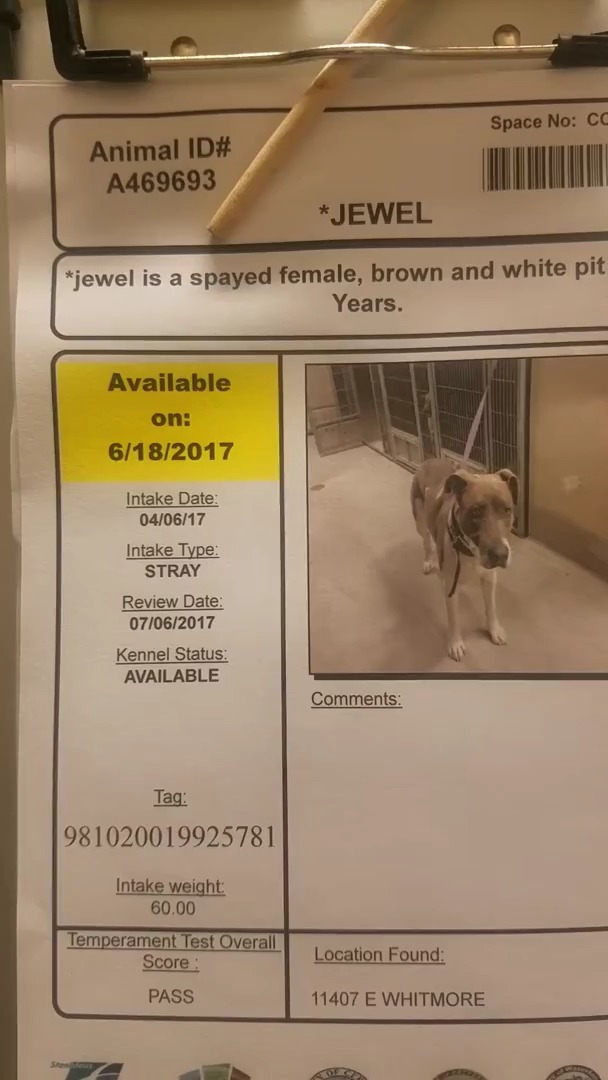 Space No: CC
Animal ID#
A469693
*JEWEL
*jewel is a spayed female, brown and white pit
Years.
Available
on:
6/18/2017
Intake Date:
04/06/17
Intake Type:
STRAY
Review Date:
07/06/2017
Kennel Status:
AVAILABLE
Comments:
Tag:
981020019925781
Intake weight:
60.00
Temperament Test Overall
Score :
PASS
Location Found:
11407 E WHITMORE